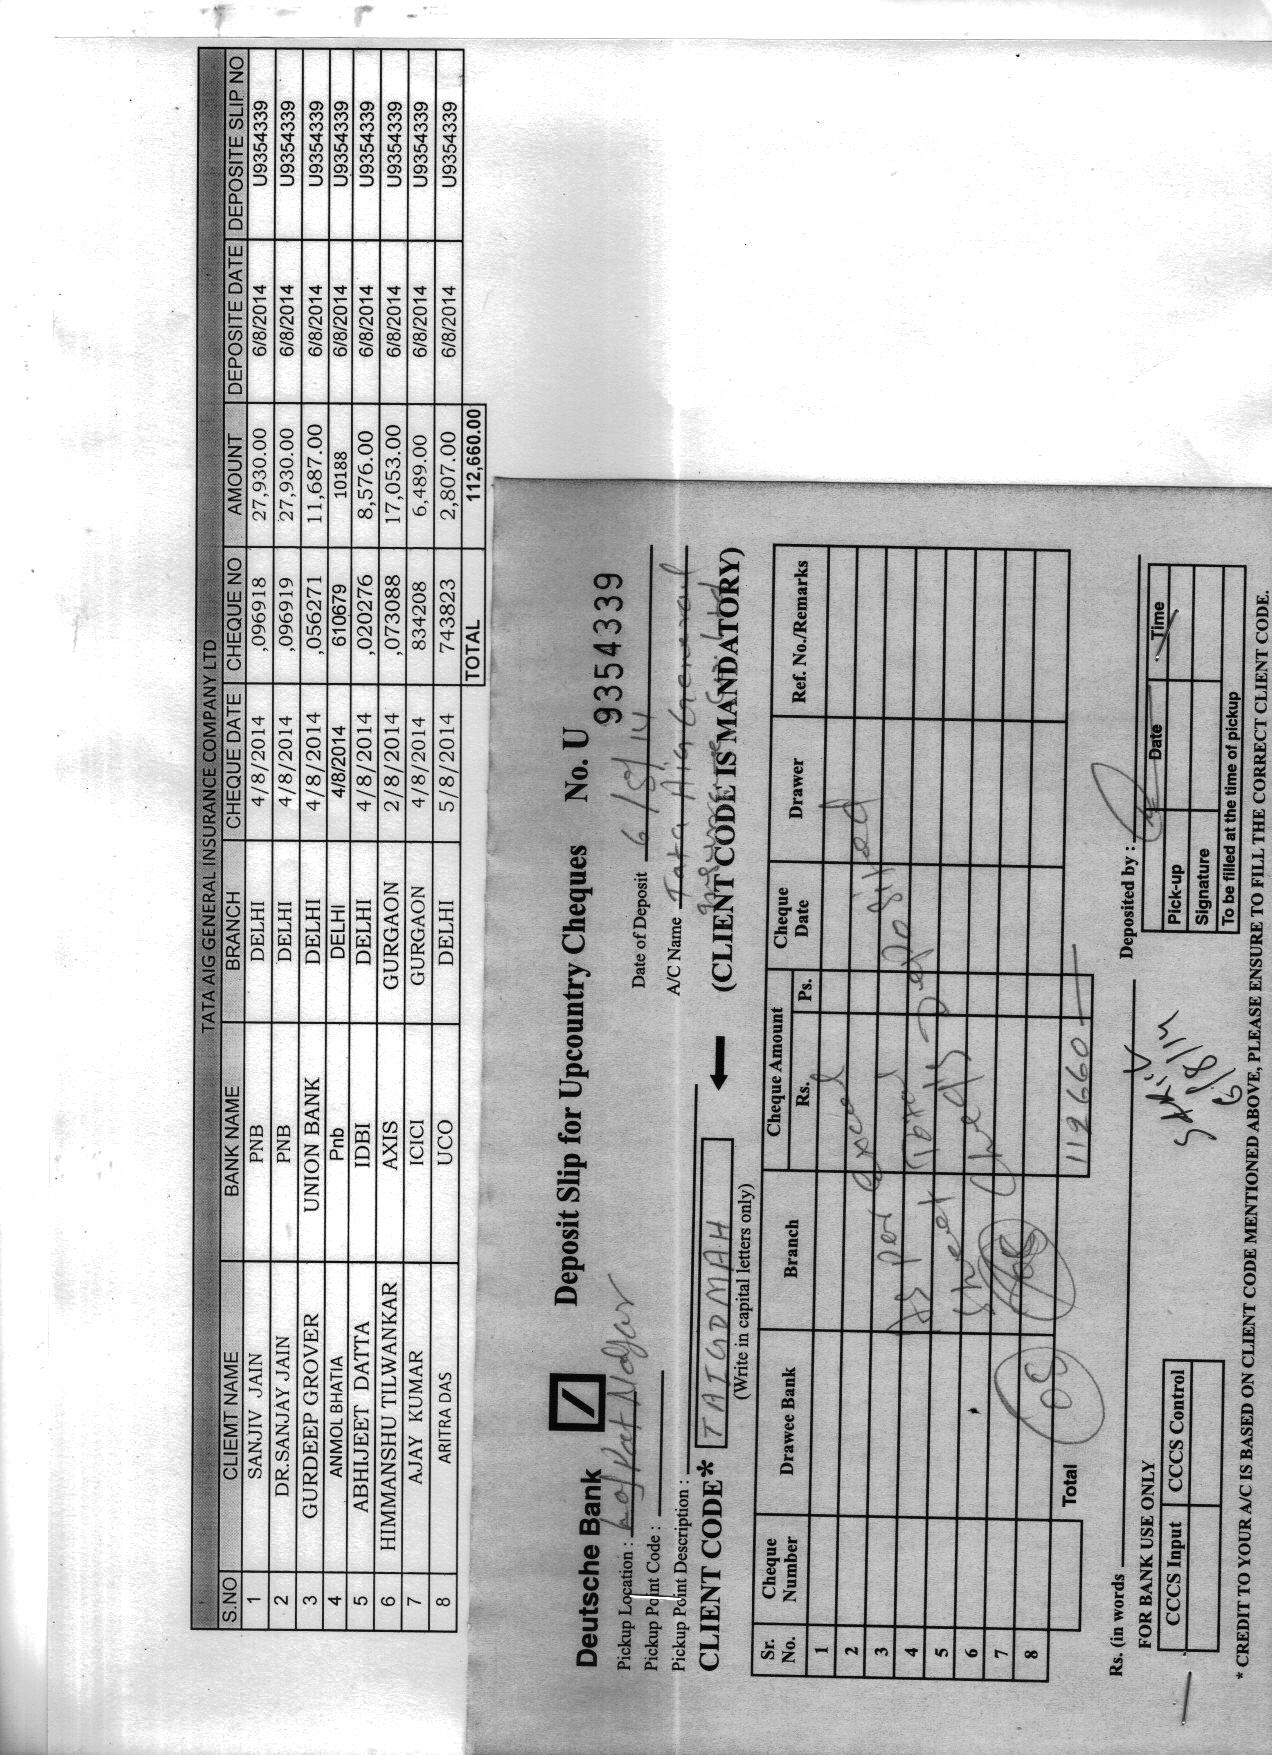 TATA AIG GENERAL INSURANCE COMPANY LTD
S.NO CLIEMT NAME BANK NAME BRANCH CHEQUE DATE CHEQUE NO AMOUNT DEPOSITE DATE DEPOSITE SLIP NO
1 SANJIV JAIN PNB DELHI 4/8/2014 ,096918 27,930.00 6/8/2014 U9354339
2 DR.SANJAY JAIN PNB DELHI 4/8/2014 ,096919 27,930.00 6/8/2014 U9354339
3 GURDEEP GROVER UNION BANK DELHI 4/8/2014 ,056271 11,687.00 6/8/2014 U9354339
4 ANMOL BHATIA Pnb DELHI 4/8/2014 610679 10188 6/8/2014 U9354339
5 ABHIJEET DATTA IDBI DELHI 4/8/2014 ,020276 8,576.00 6/8/2014 U9354339
6 HIMMANSHU TILWANKAR AXIS GURGAON 2/8/2014 ,073088 17,053.00 6/8/2014 U9354339
7 AJAY KUMAR ICICI GURGAON 4/8/2014 834208 6,489.00 6/8/2014 U9354339
8 ARITRA DAS UCO DELHI 5/8/2014 743823 2,807.00 6/8/2014 U9354339
TOTAL 112,660.00
Deutsche Bank Deposit Slip for Upcountry Cheques No. U 9354339
Pickup Location : Lajpat Nagar Date of Deposit 6/8/14
Pickup Point Code : A/C Name Tata Aig General
Pickup Point Description : Insurance Co. Ltd
CLIENT CODE* TAIGDMAH (CLIENT CODE IS MANDATORY)
(Write in capital letters only)
Sr. No. Cheque Number Drawee Bank Branch Cheque Amount Rs. Ps. Cheque Date Drawer Ref. No./Remarks
1
2
3
4
5
6
7
8
As per Excel
Sheet Total Deposited
Cheque
08
Total 112660
Rs. (in words Deposited by :
FOR BANK USE ONLY
CCCS Input CCCS Control
6/8/14
Date Time
Pick-up
Signature
To be filled at the time of pickup
* CREDIT TO YOUR A/C IS BASED ON CLIENT CODE MENTIONED ABOVE, PLEASE ENSURE TO FILL THE CORRECT CLIENT CODE.